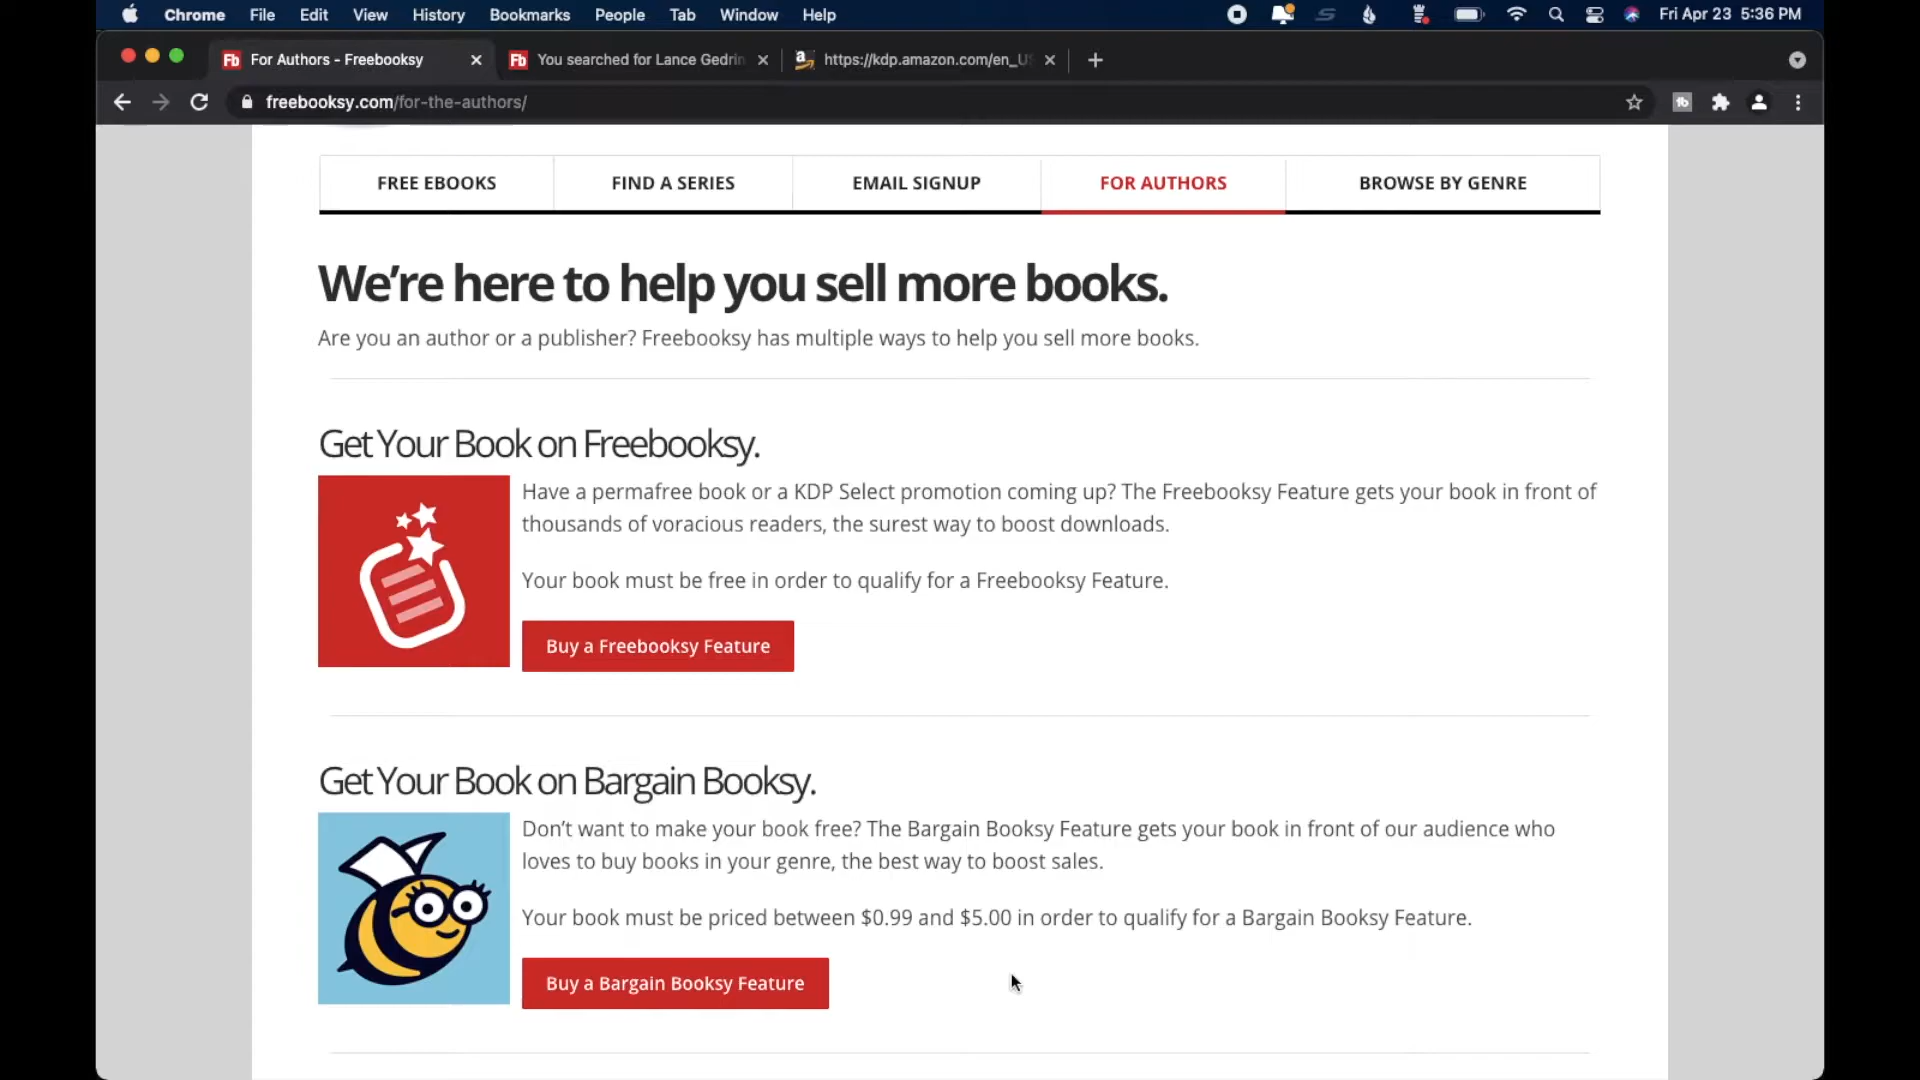 Chrome File Edit View History Bookmarks People Tab Window Help Fri Apr 23 5:36 PM
Fb For Authors - Freebooksy Fb You searched for Lance Gedrin https://kdp.amazon.com/en_US
freebooksy.com/for-the-authors/
FREE EBOOKS FIND A SERIES EMAIL SIGNUP FOR AUTHORS BROWSE BY GENRE
We're here to help you sell more books.
Are you an author or a publisher? Freebooksy has multiple ways to help you sell more books.
Get Your Book on Freebooksy.
Have a permafree book or a KDP Select promotion coming up? The Freebooksy Feature gets your book in front of
thousands of voracious readers, the surest way to boost downloads.
Your book must be free in order to qualify for a Freebooksy Feature.
Buy a Freebooksy Feature
Get Your Book on Bargain Booksy.
Don't want to make your book free? The Bargain Booksy Feature gets your book in front of our audience who
loves to buy books in your genre, the best way to boost sales.
Your book must be priced between $0.99 and $5.00 in order to qualify for a Bargain Booksy Feature.
Buy a Bargain Booksy Feature